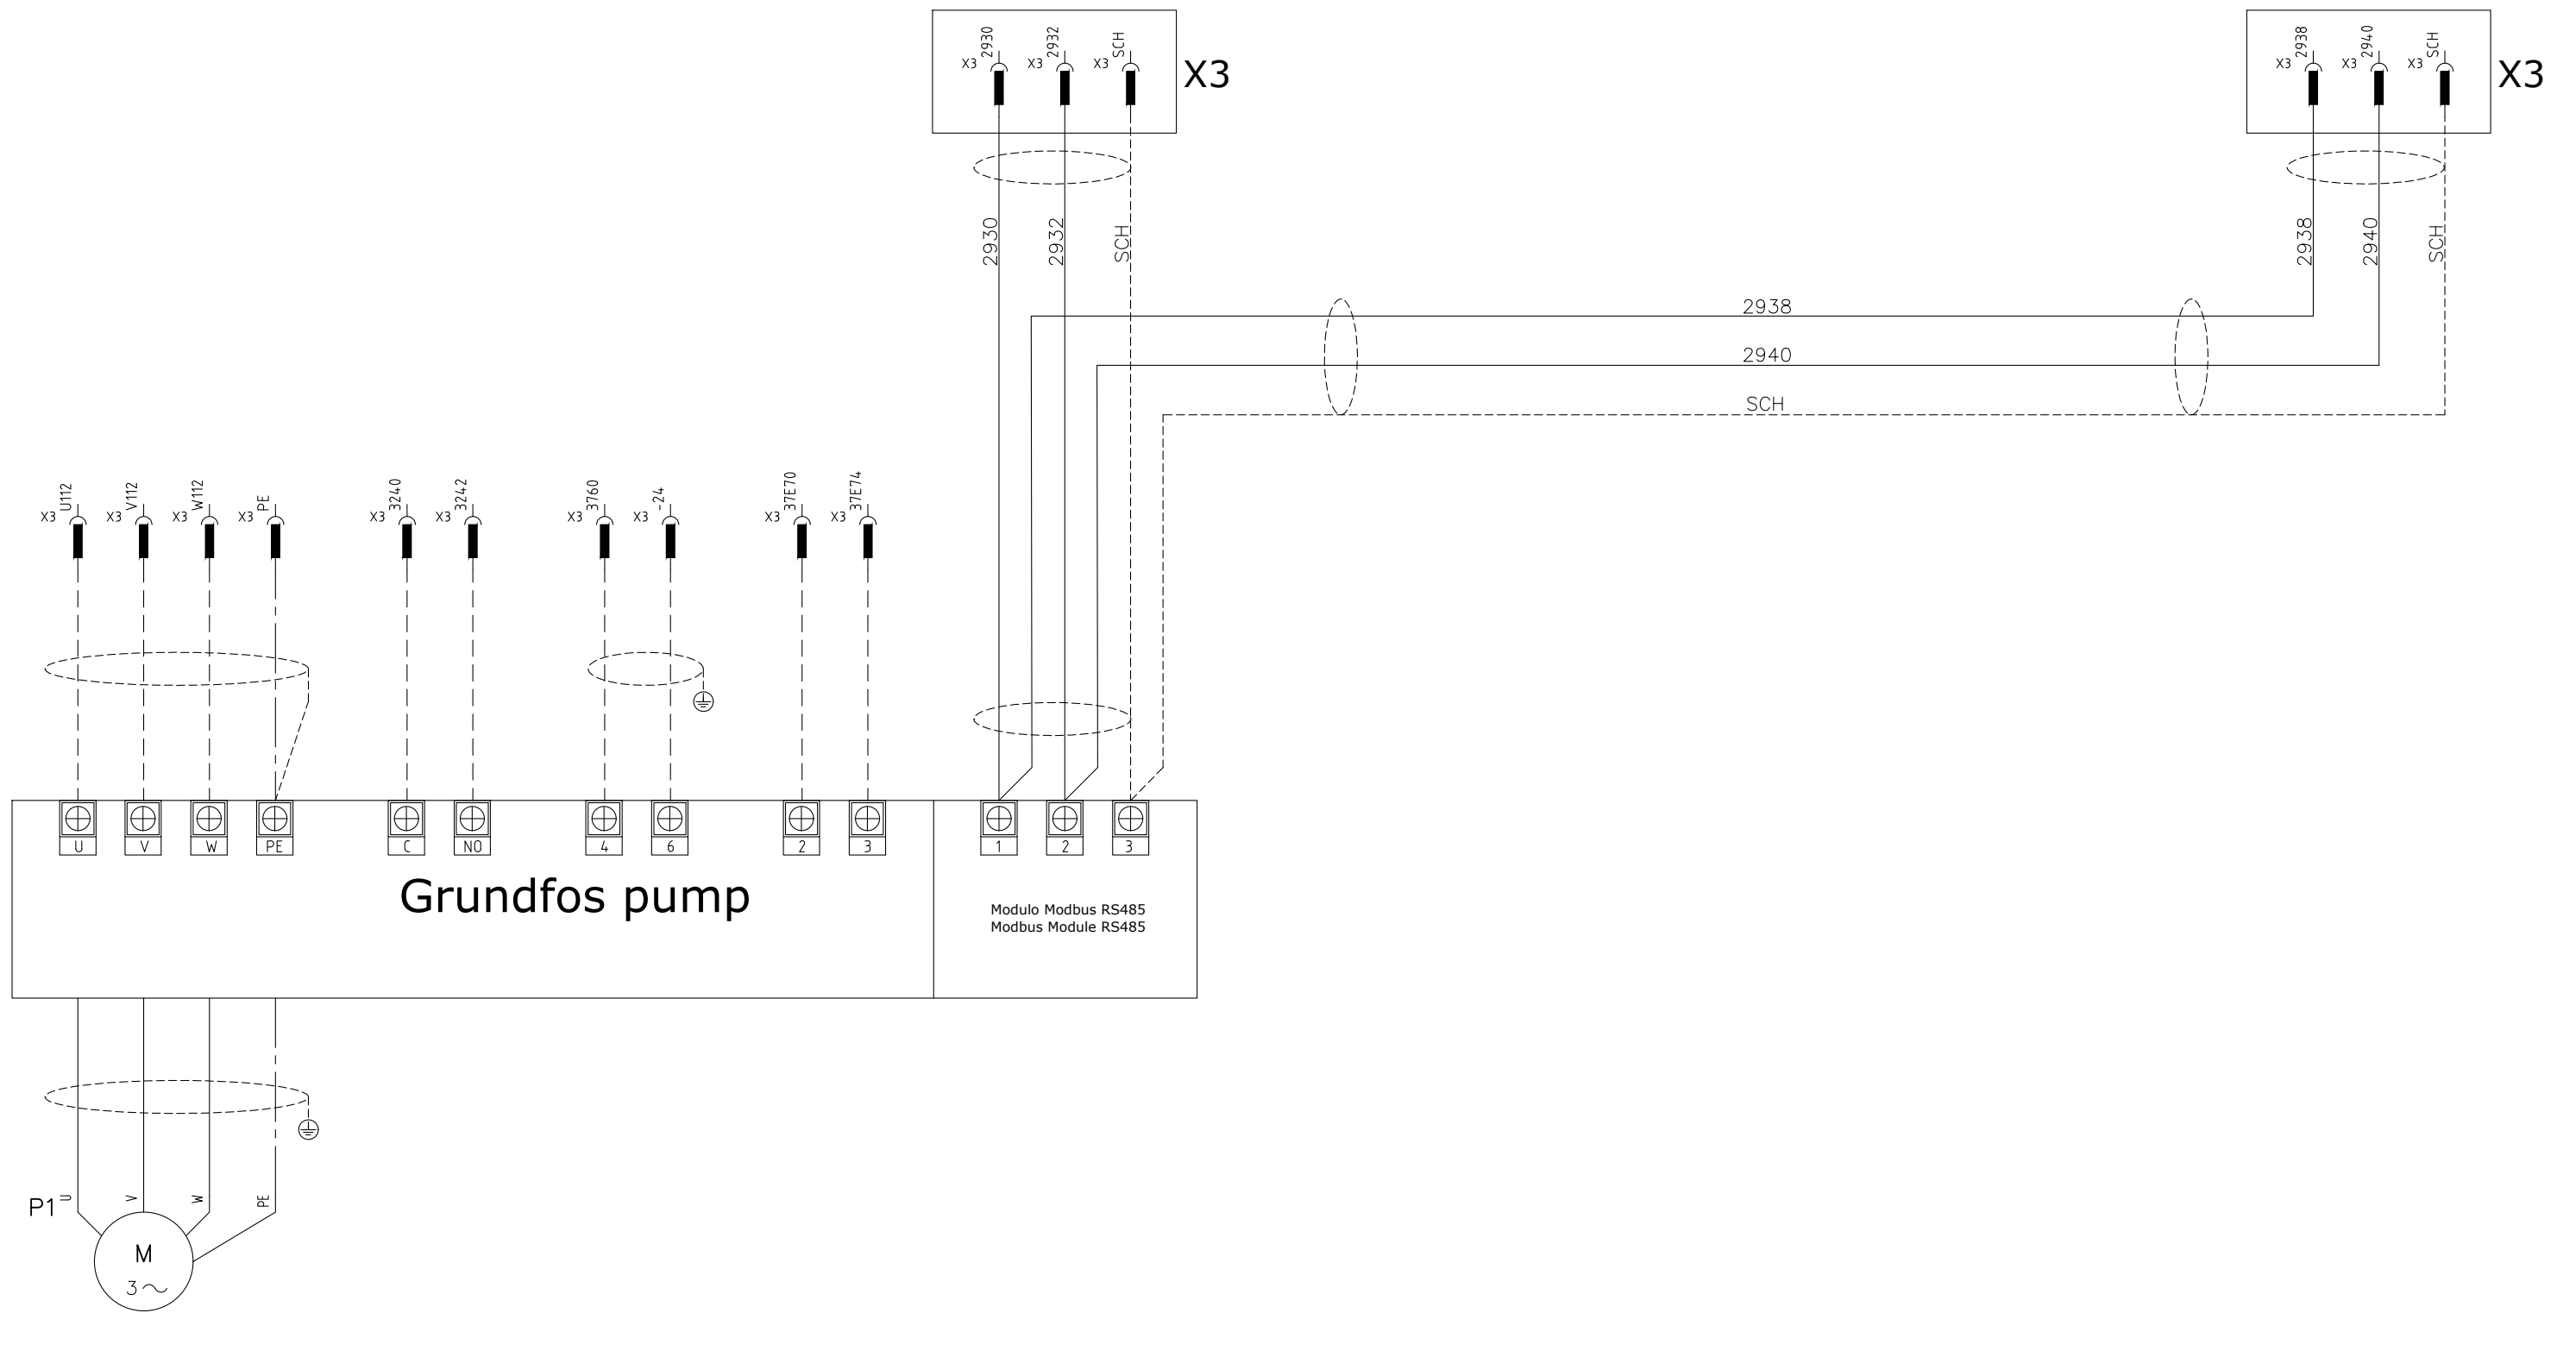 X3 2930 X3 2932 X3 SCH X3
X3 2938 X3 2940 X3 SCH X3
2930 2932 SCH
2938 2940 SCH
2938
2940
SCH
X3 U112 X3 V112 X3 W112 X3 PE X3 3240 X3 3242 X3 3760 X3 -24 X3 37E70 X3 37E74
U V W PE C NO 4 6 2 3 1 2 3
Grundfos pump
Modulo Modbus RS485
Modbus Module RS485
P1 U V W PE
M
3~